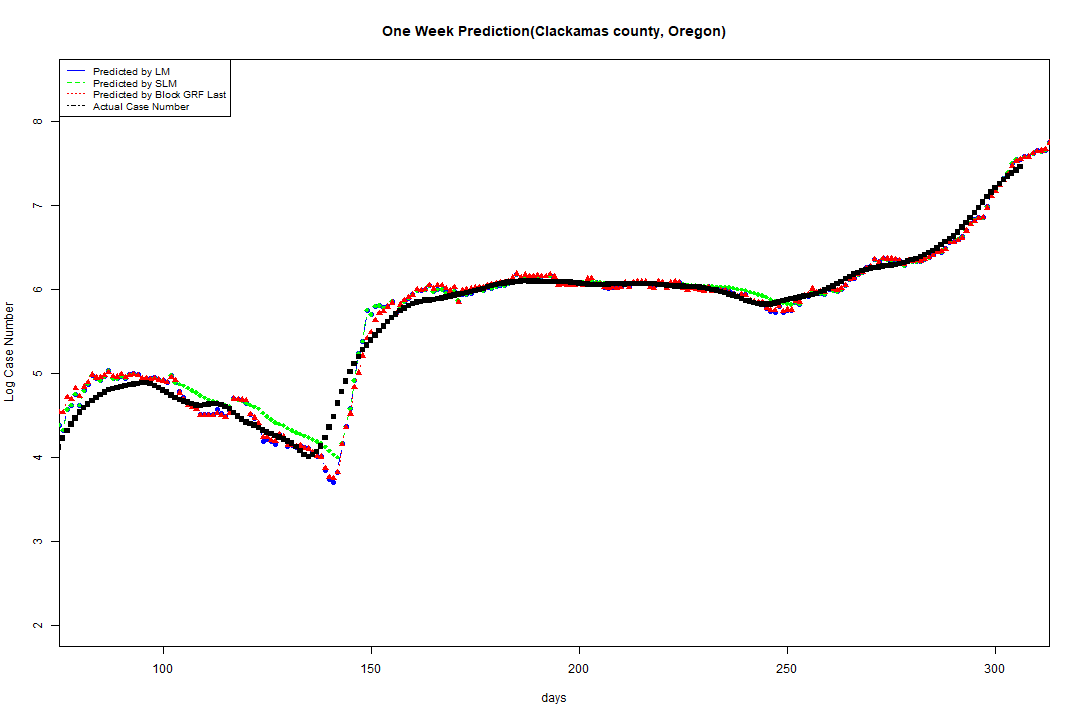 One Week Prediction(Clackamas county, Oregon)
Predicted by LM
Predicted by SLM
Predicted by Block GRF Last
Actual Case Number
Log Case Number
8
7
6
5
4
3
2
100 150 200 250 300
days